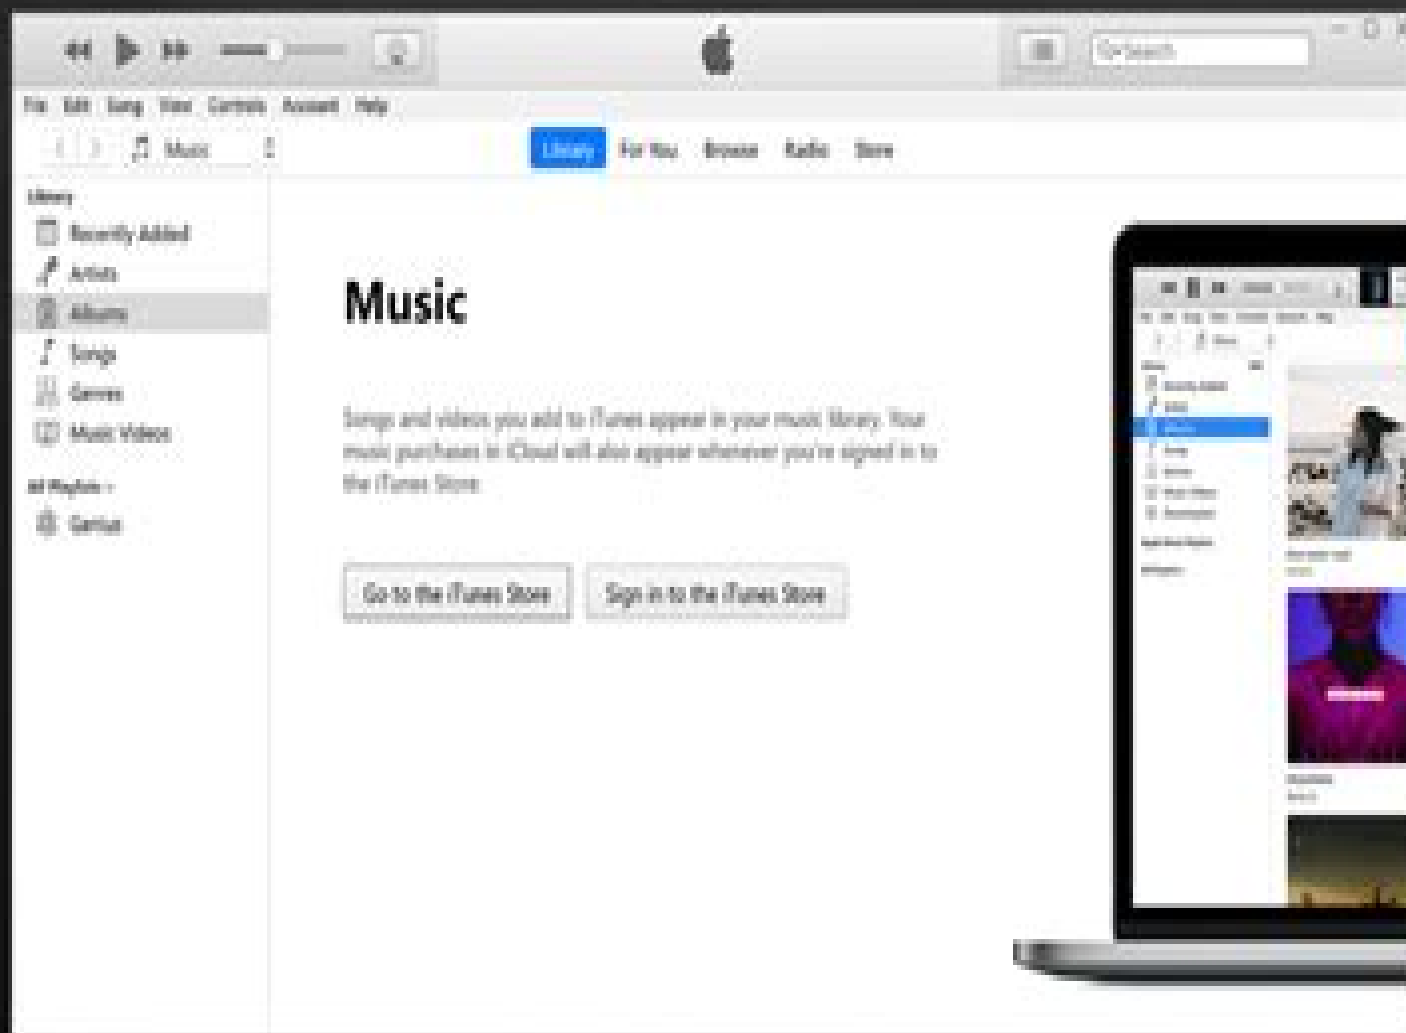 Search
File Edit Song View Controls Account Help
Music
Library For You Browse Radio Store
Library
Recently Added
Artists
Albums
Songs
Genres
Music Videos
All Playlists
Genius
Music
Songs and videos you add to iTunes appear in your music library. Your
music purchases in iCloud will also appear whenever you're signed in to
the iTunes Store.
Go to the iTunes Store
Sign in to the iTunes Store